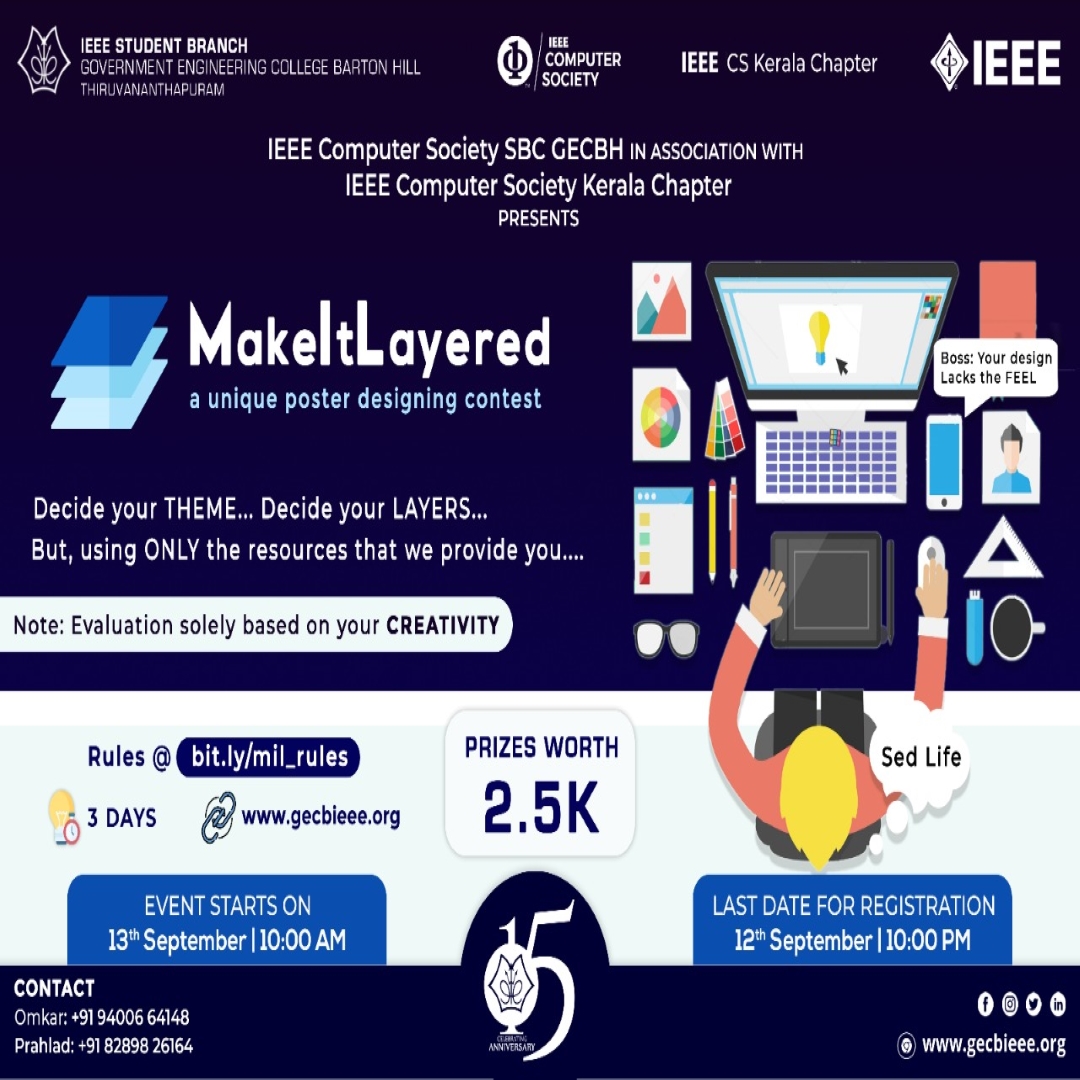 IEEE STUDENT BRANCH
GOVERNMENT ENGINEERING COLLEGE BARTON HILL
THIRUVANANTHAPURAM
IEEE
COMPUTER
SOCIETY
IEEE CS Kerala Chapter
IEEE
IEEE Computer Society SBC GECBH IN ASSOCIATION WITH
IEEE Computer Society Kerala Chapter
PRESENTS
MakeItLayered
a unique poster designing contest
Boss: Your design
Lacks the FEEL
Decide your THEME... Decide your LAYERS...
But, using ONLY the resources that we provide you....
Note: Evaluation solely based on your CREATIVITY
Rules @ bit.ly/mil_rules
3 DAYS
www.gecbieee.org
PRIZES WORTH
2.5K
Sed Life
EVENT STARTS ON
13th September | 10:00 AM
LAST DATE FOR REGISTRATION
12th September | 10:00 PM
15
CELEBRATING
ANNIVERSARY
CONTACT
Omkar: +91 94006 64148
Prahlad: +91 82898 26164
www.gecbieee.org